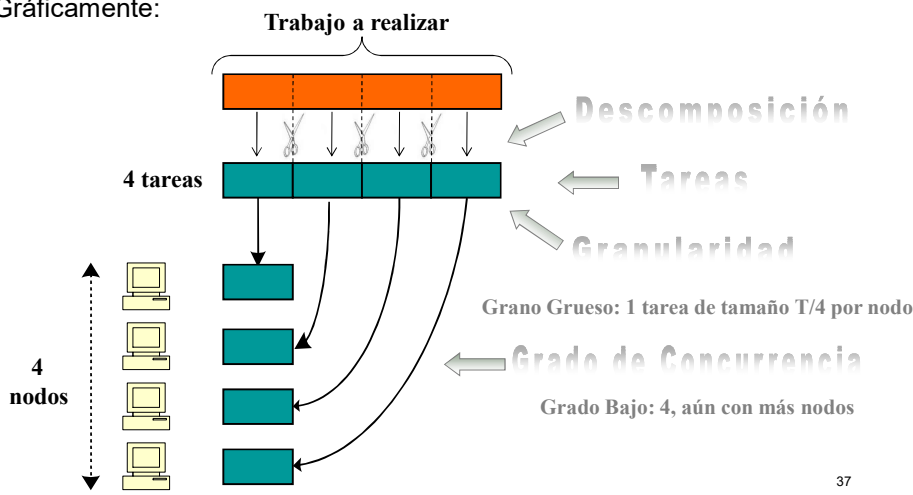 Gráficamente:
Trabajo a realizar
Descomposición
4 tareas
Tareas
Granularidad
Grano Grueso: 1 tarea de tamaño T/4 por nodo
Grado de Concurrencia
4
nodos
Grado Bajo: 4, aún con más nodos
37